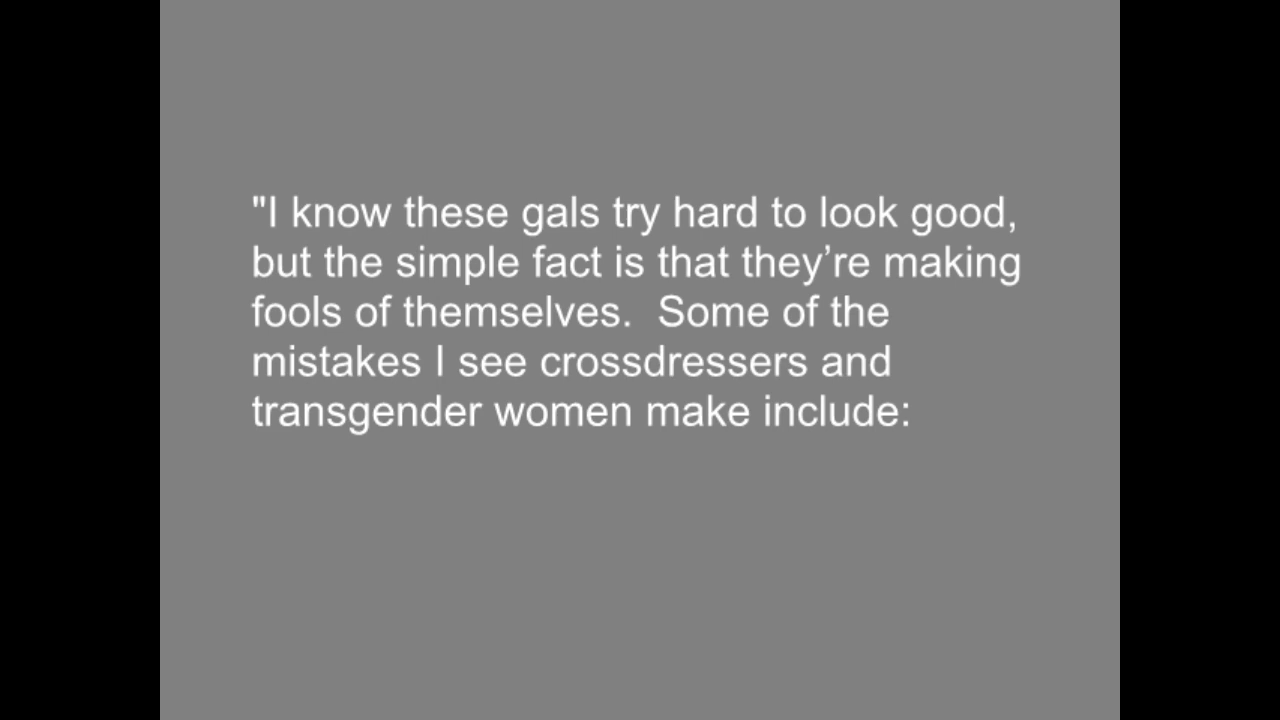 "I know these gals try hard to look good,
but the simple fact is that they’re making
fools of themselves.  Some of the
mistakes I see crossdressers and
transgender women make include: